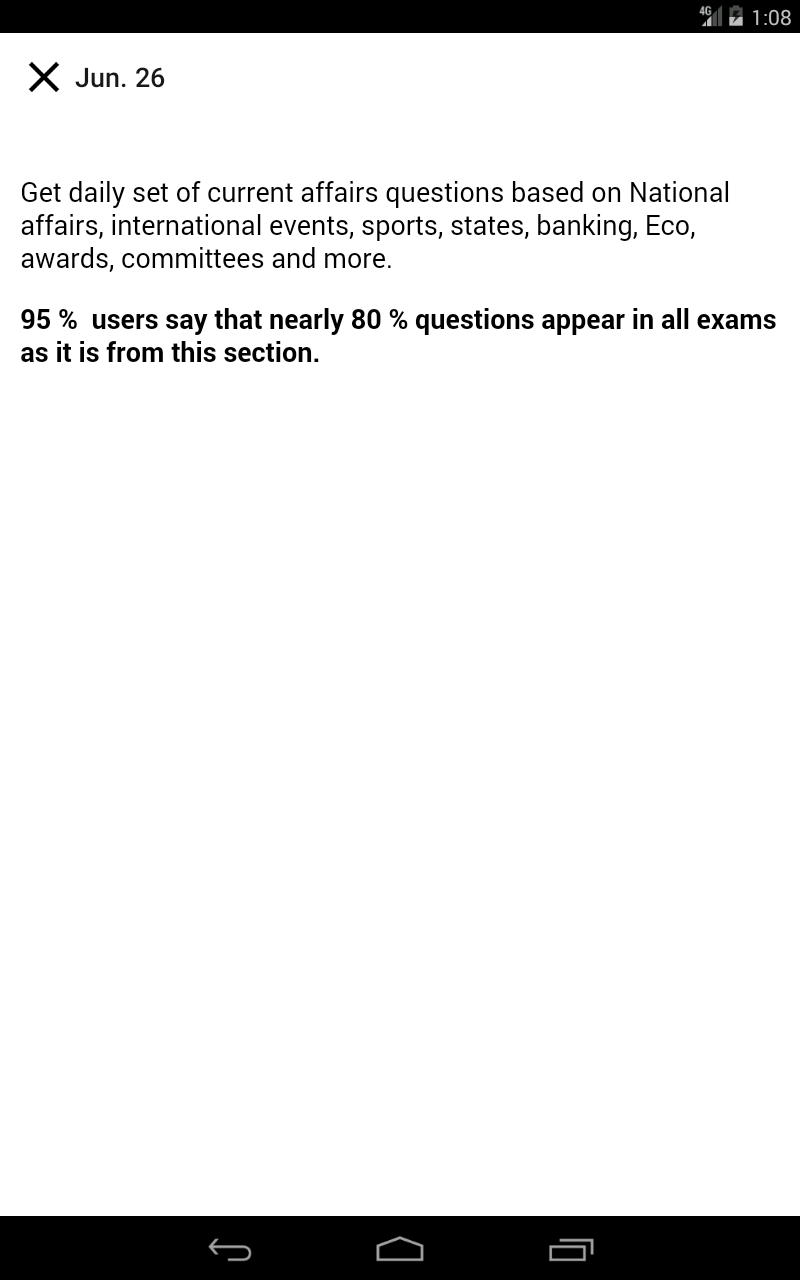 4G 1:08
Jun. 26
Get daily set of current affairs questions based on National
affairs, international events, sports, states, banking, Eco,
awards, committees and more.
95 %  users say that nearly 80 % questions appear in all exams
as it is from this section.